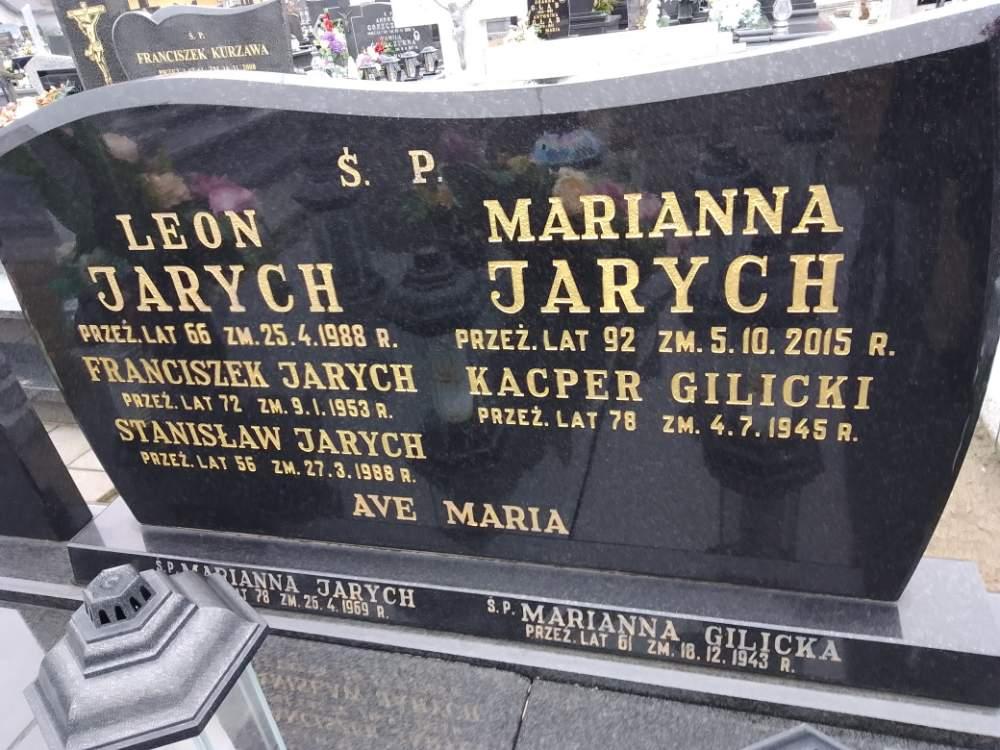 Ś. P.
FRANCISZEK KURZAWA
Ś. P.
LEON
JARYCH
PRZEŻ. LAT 66 ZM. 25.4.1988 R.
FRANCISZEK JARYCH
PRZEŻ. LAT 72 ZM. 9.1.1953 R.
STANISŁAW JARYCH
PRZEŻ. LAT 56 ZM. 27.3.1988 R.
MARIANNA
JARYCH
PRZEŻ. LAT 92 ZM. 5.10.2015 R.
KACPER GILICKI
PRZEŻ. LAT 78 ZM. 4.7.1945 R.
AVE MARIA
Ś.P. MARIANNA JARYCH
LAT 78 ZM. 25.4.1969 R.
Ś.P. MARIANNA GILICKA
PRZEŻ. LAT 61 ZM. 18.12.1943 R.